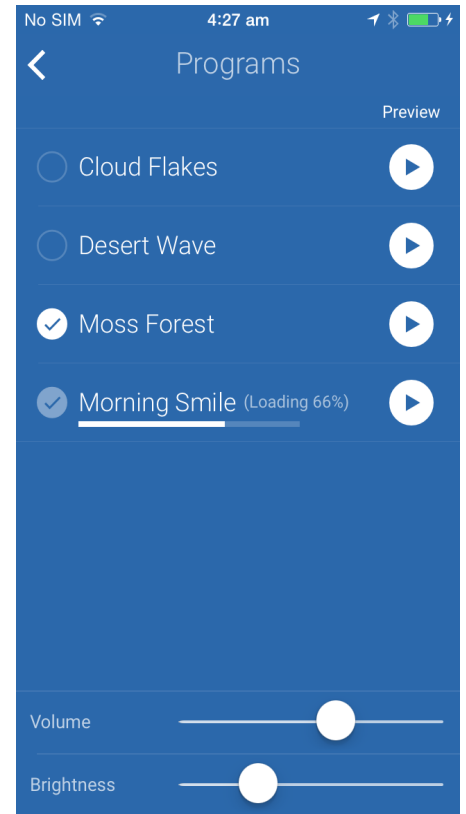 No SIM 4:27 am
Programs
Preview
Cloud Flakes
Desert Wave
Moss Forest
Morning Smile (Loading 66%)
Volume
Brightness